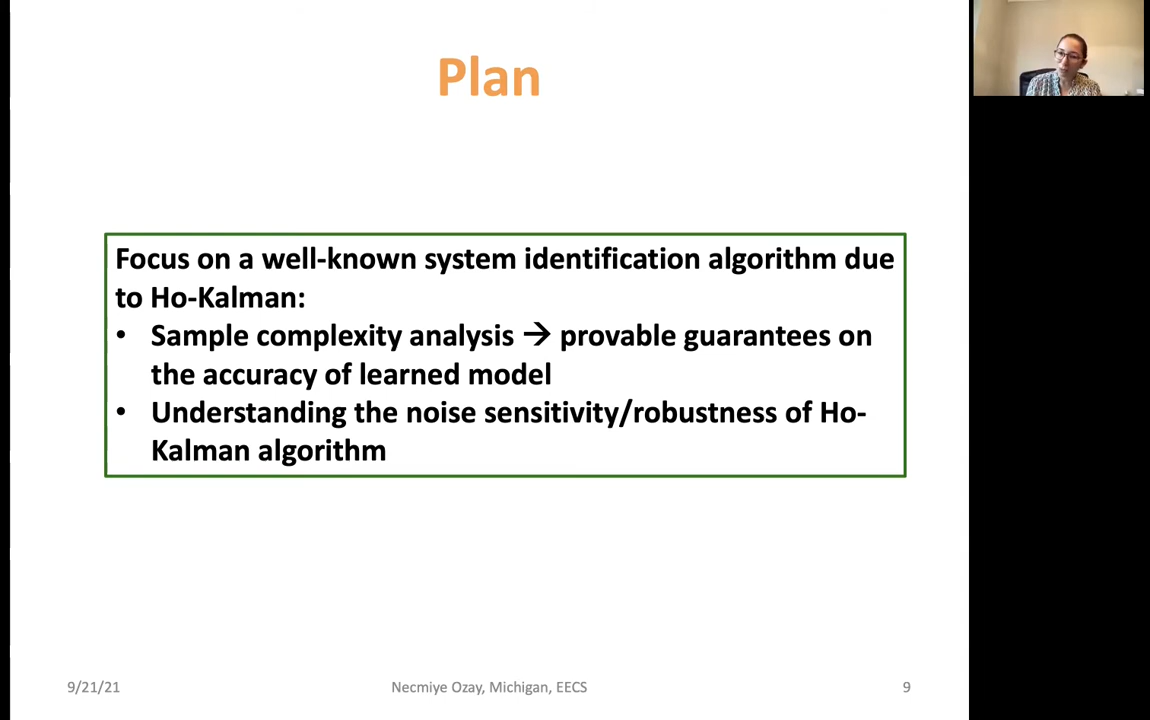 Plan
Focus on a well-known system identification algorithm due
to Ho-Kalman:
• Sample complexity analysis → provable guarantees on
the accuracy of learned model
• Understanding the noise sensitivity/robustness of Ho-
Kalman algorithm
9/21/21
Necmiye Ozay, Michigan, EECS
9